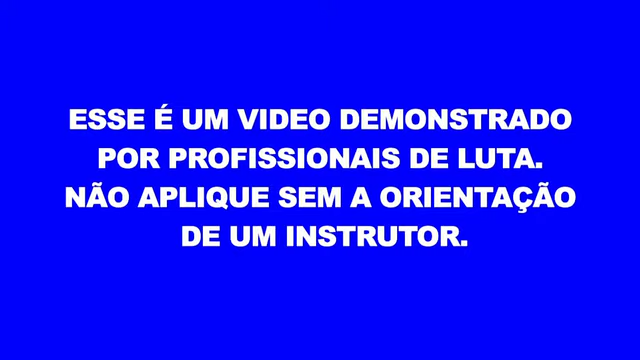 ESSE É UM VIDEO DEMONSTRADO
POR PROFISSIONAIS DE LUTA.
NÃO APLIQUE SEM A ORIENTAÇÃO
DE UM INSTRUTOR.